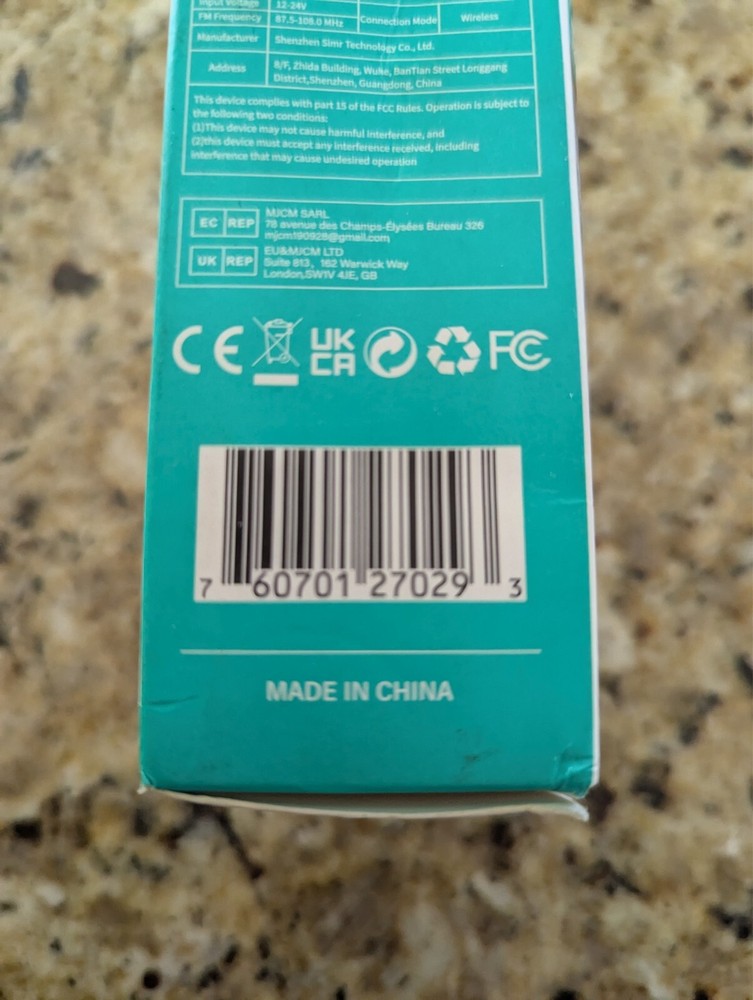 Input Voltage 12-24V
FM Frequency 87.5-108.0 MHz Connection Mode Wireless
Manufacturer Shenzhen Simr Technology Co., Ltd.
Address 8/F, Zhida Building, Wuhe, BanTian Street Longgang
District,Shenzhen, Guangdong, China
This device complies with part 15 of the FCC Rules. Operation is subject to
the following two conditions:
(1)This device may not cause harmful interference, and
(2)this device must accept any interference received, including
interference that may cause undesired operation
EC REP MJCM SARL
78 avenue des Champs-Élysées Bureau 326
mjcm190928@gmail.com
UK REP EU&MJCM LTD
Suite 813, 162 Warwick Way
London,SW1V 4JE, GB
CE UK CA FC
7 60701 27029 3
MADE IN CHINA